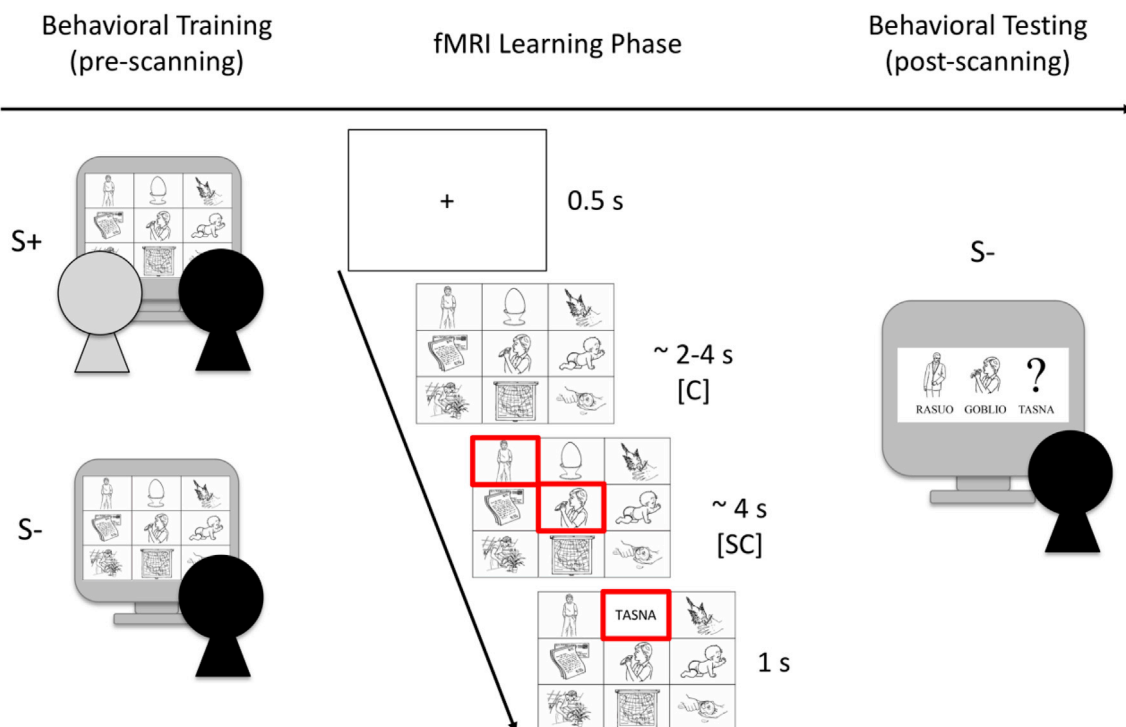 Behavioral Training
(pre-scanning)
fMRI Learning Phase
Behavioral Testing
(post-scanning)
S+
+
0.5 s
~ 2-4 s
[C]
S-
~ 4 s
[SC]
S-
?
RASUO GOBLIO TASNA
TASNA
1 s